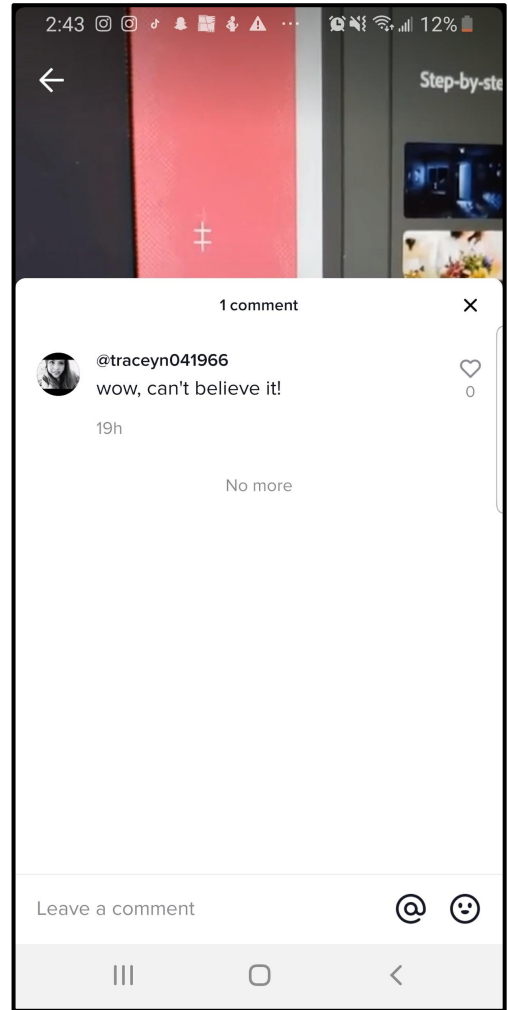 2:43 12%
Step-by-ste
1 comment
@traceyn041966
wow, can't believe it!
0
19h
No more
Leave a comment